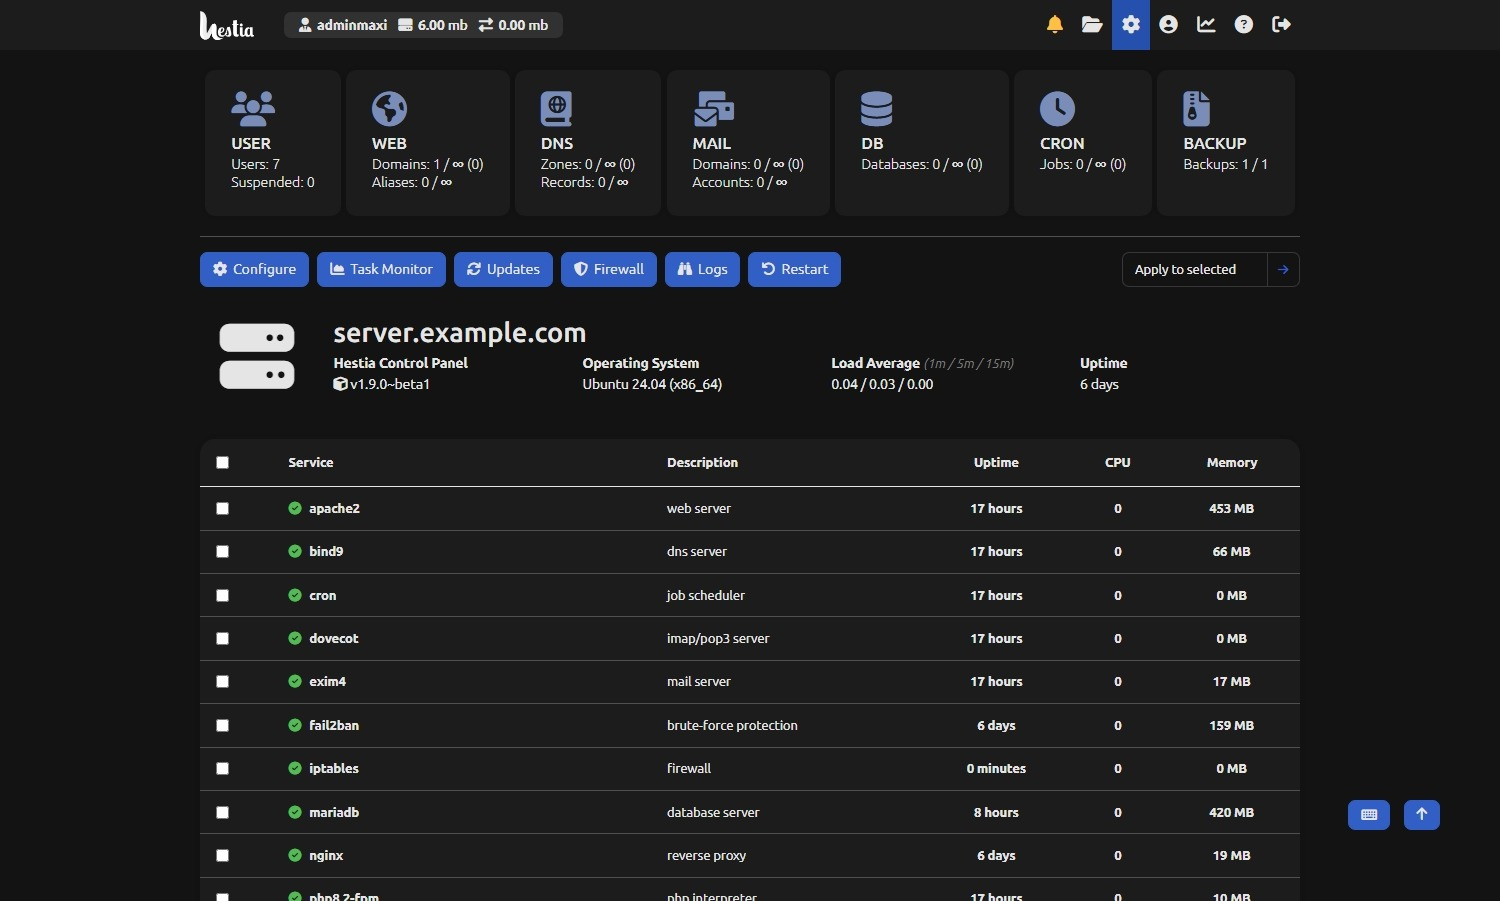 Hestia adminmaxi 6.00 mb 0.00 mb
USER WEB DNS MAIL DB CRON BACKUP
Users: 7 Domains: 1 / ∞ (0) Zones: 0 / ∞ (0) Domains: 0 / ∞ (0) Databases: 0 / ∞ (0) Jobs: 0 / ∞ (0) Backups: 1 / 1
Suspended: 0 Aliases: 0 / ∞ Records: 0 / ∞ Accounts: 0 / ∞
Configure Task Monitor Updates Firewall Logs Restart Apply to selected
server.example.com
Hestia Control Panel Operating System Load Average (1m / 5m / 15m) Uptime
v1.9.0~beta1 Ubuntu 24.04 (x86_64) 0.04 / 0.03 / 0.00 6 days
Service Description Uptime CPU Memory
apache2 web server 17 hours 0 453 MB
bind9 dns server 17 hours 0 66 MB
cron job scheduler 17 hours 0 0 MB
dovecot imap/pop3 server 17 hours 0 0 MB
exim4 mail server 17 hours 0 17 MB
fail2ban brute-force protection 6 days 0 159 MB
iptables firewall 0 minutes 0 0 MB
mariadb database server 8 hours 0 420 MB
nginx reverse proxy 6 days 0 19 MB
php8.2-fpm php interpreter 17 hours 0 10 MB